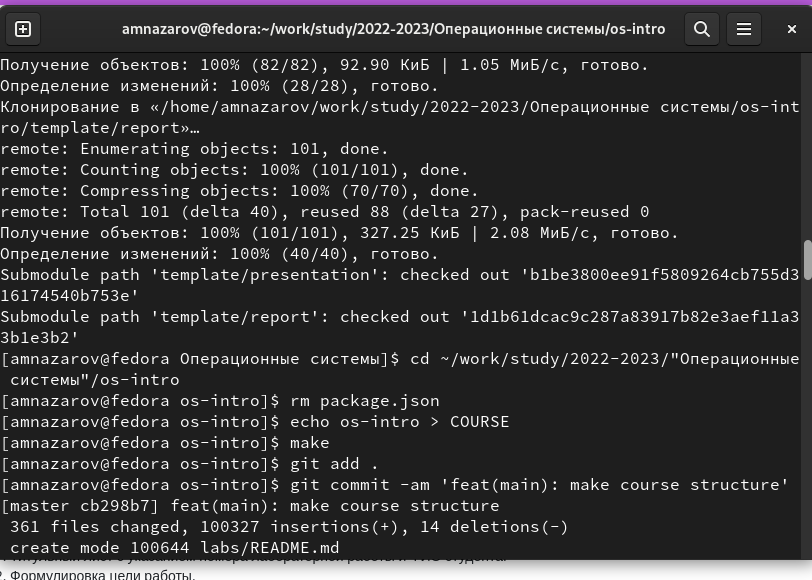 amnazarov@fedora:~/work/study/2022-2023/Операционные системы/os-intro
Получение объектов: 100% (82/82), 92.90 КиБ | 1.05 МиБ/с, готово.
Определение изменений: 100% (28/28), готово.
Клонирование в «/home/amnazarov/work/study/2022-2023/Операционные системы/os-int
ro/template/report»…
remote: Enumerating objects: 101, done.
remote: Counting objects: 100% (101/101), done.
remote: Compressing objects: 100% (70/70), done.
remote: Total 101 (delta 40), reused 88 (delta 27), pack-reused 0
Получение объектов: 100% (101/101), 327.25 КиБ | 2.08 МиБ/с, готово.
Определение изменений: 100% (40/40), готово.
Submodule path 'template/presentation': checked out 'b1be3800ee91f5809264cb755d3
16174540b753e'
Submodule path 'template/report': checked out '1d1b61dcac9c287a83917b82e3aef11a3
3b1e3b2'
[amnazarov@fedora Операционные системы]$ cd ~/work/study/2022-2023/"Операционные
 системы"/os-intro
[amnazarov@fedora os-intro]$ rm package.json
[amnazarov@fedora os-intro]$ echo os-intro > COURSE
[amnazarov@fedora os-intro]$ make
[amnazarov@fedora os-intro]$ git add .
[amnazarov@fedora os-intro]$ git commit -am 'feat(main): make course structure'
[master cb298b7] feat(main): make course structure
 361 files changed, 100327 insertions(+), 14 deletions(-)
 create mode 100644 labs/README.md
2. Формулировка цели работы.